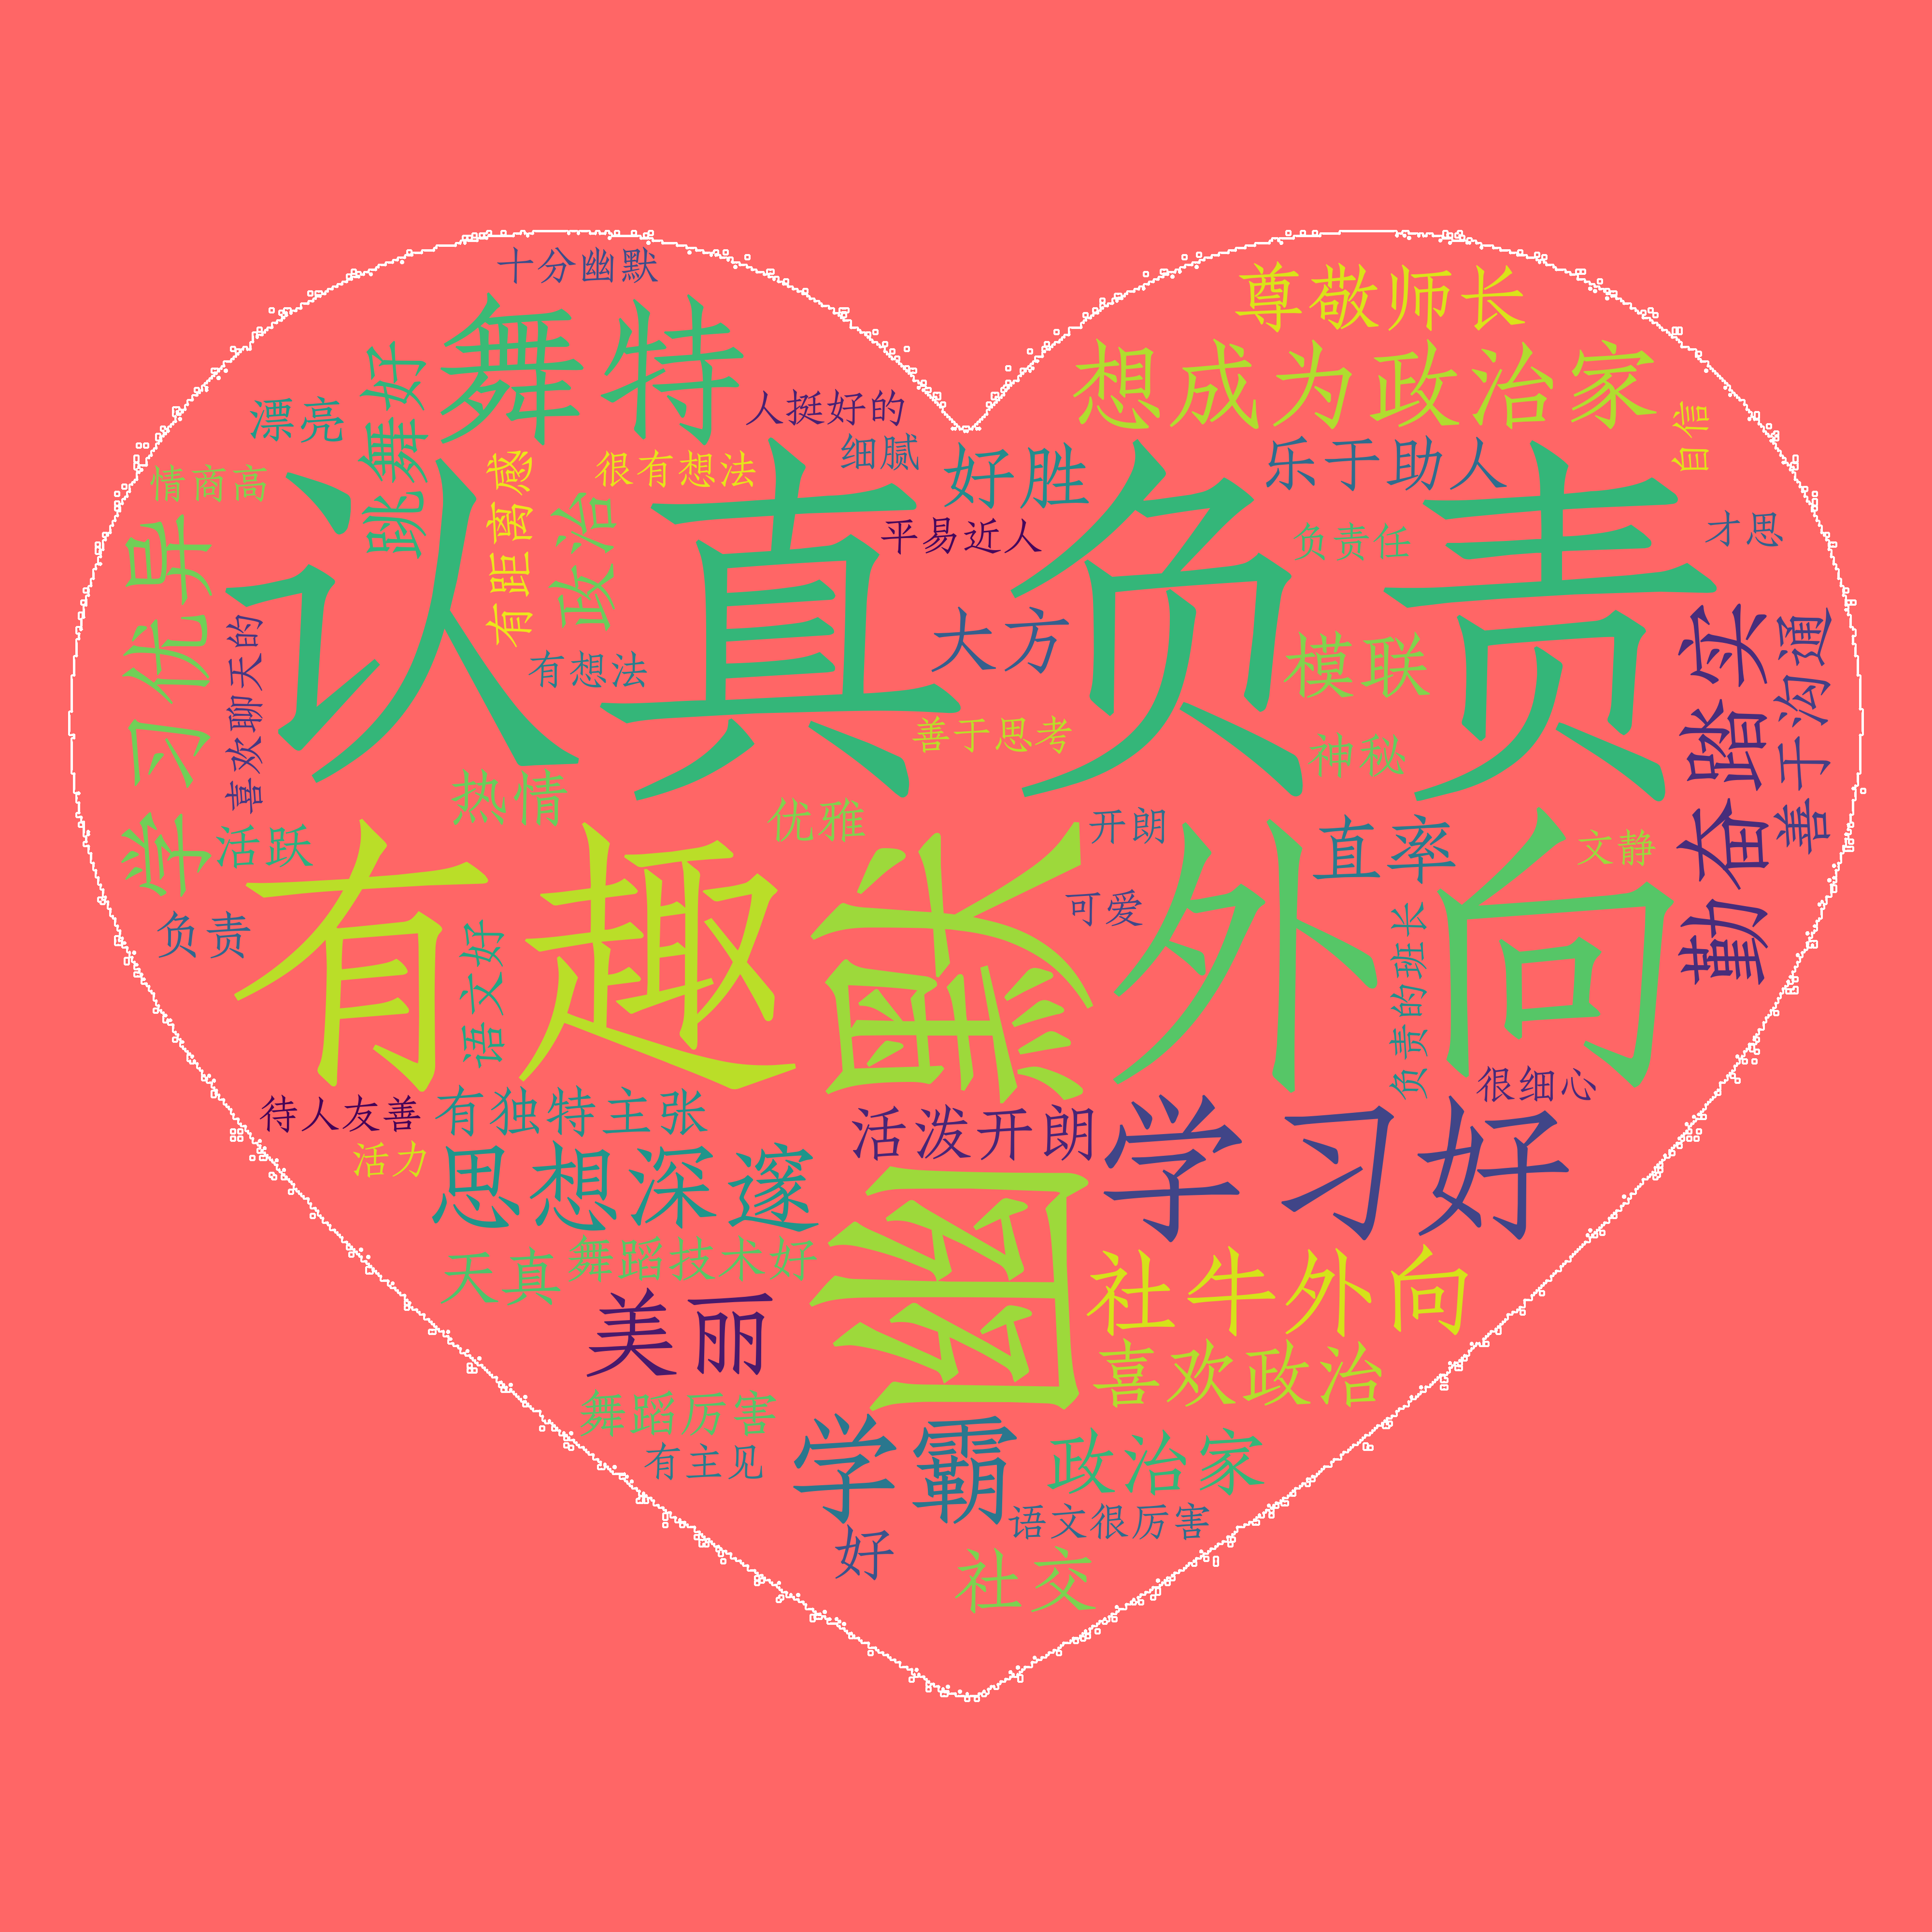 十分幽默
尊敬师长
舞特
想成为政治家
跳舞好
漂亮
人挺好的
自信
细腻
好胜
乐于助人
情商高
有距离感
很有想法
认真负责
政治
平易近人
负责任
才思
学习优异
大方
模联
勤奋踏实
善于沟通
喜欢聊天的
有想法
善于思考
神秘
热情
优雅
开朗
直率
文静
活跃
有趣
幽默
外向
可爱
负责
语文好
负责的班长
很细心
待人友善
有独特主张
活泼开朗
学习好
活力
思想深邃
天真
舞蹈技术好
社牛外向
美丽
喜欢政治
舞蹈厉害
学霸
政治家
有主见
语文很厉害
好
社交